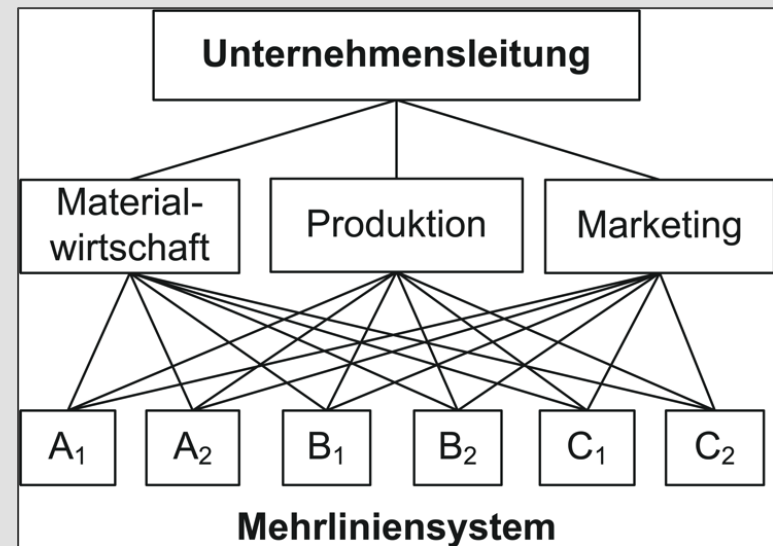 Unternehmensleitung
Material-
wirtschaft
Produktion
Marketing
A₁
A₂
B₁
B₂
C₁
C₂
Mehrliniensystem